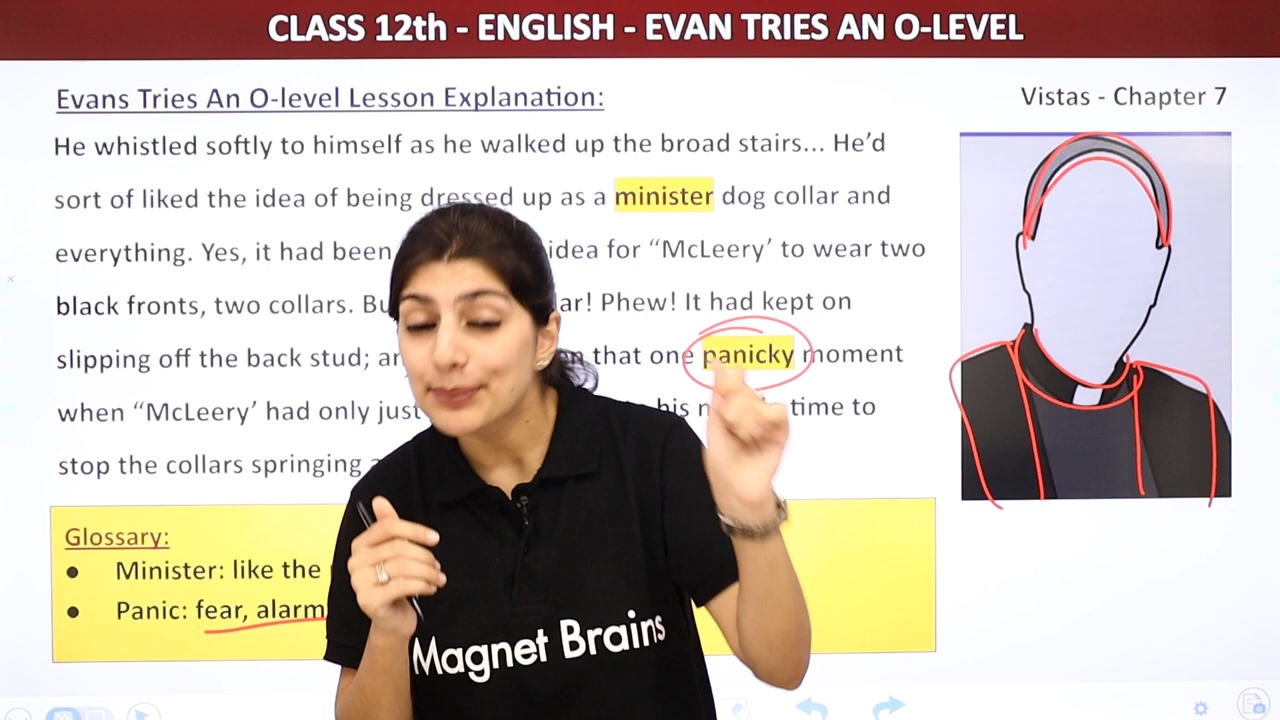 CLASS 12th - ENGLISH - EVAN TRIES AN O-LEVEL
Evans Tries An O-level Lesson Explanation:
Vistas - Chapter 7
He whistled softly to himself as he walked up the broad stairs... He'd
sort of liked the idea of being dressed up as a minister dog collar and
everything. Yes, it had been idea for "McLeery' to wear two
black fronts, two collars. Phew! It had kept on
slipping off the back stud; that one panicky moment
when "McLeery' had only just his time to
stop the collars springing
Glossary:
● Minister: like the
● Panic: fear, alarm
Magnet Brains